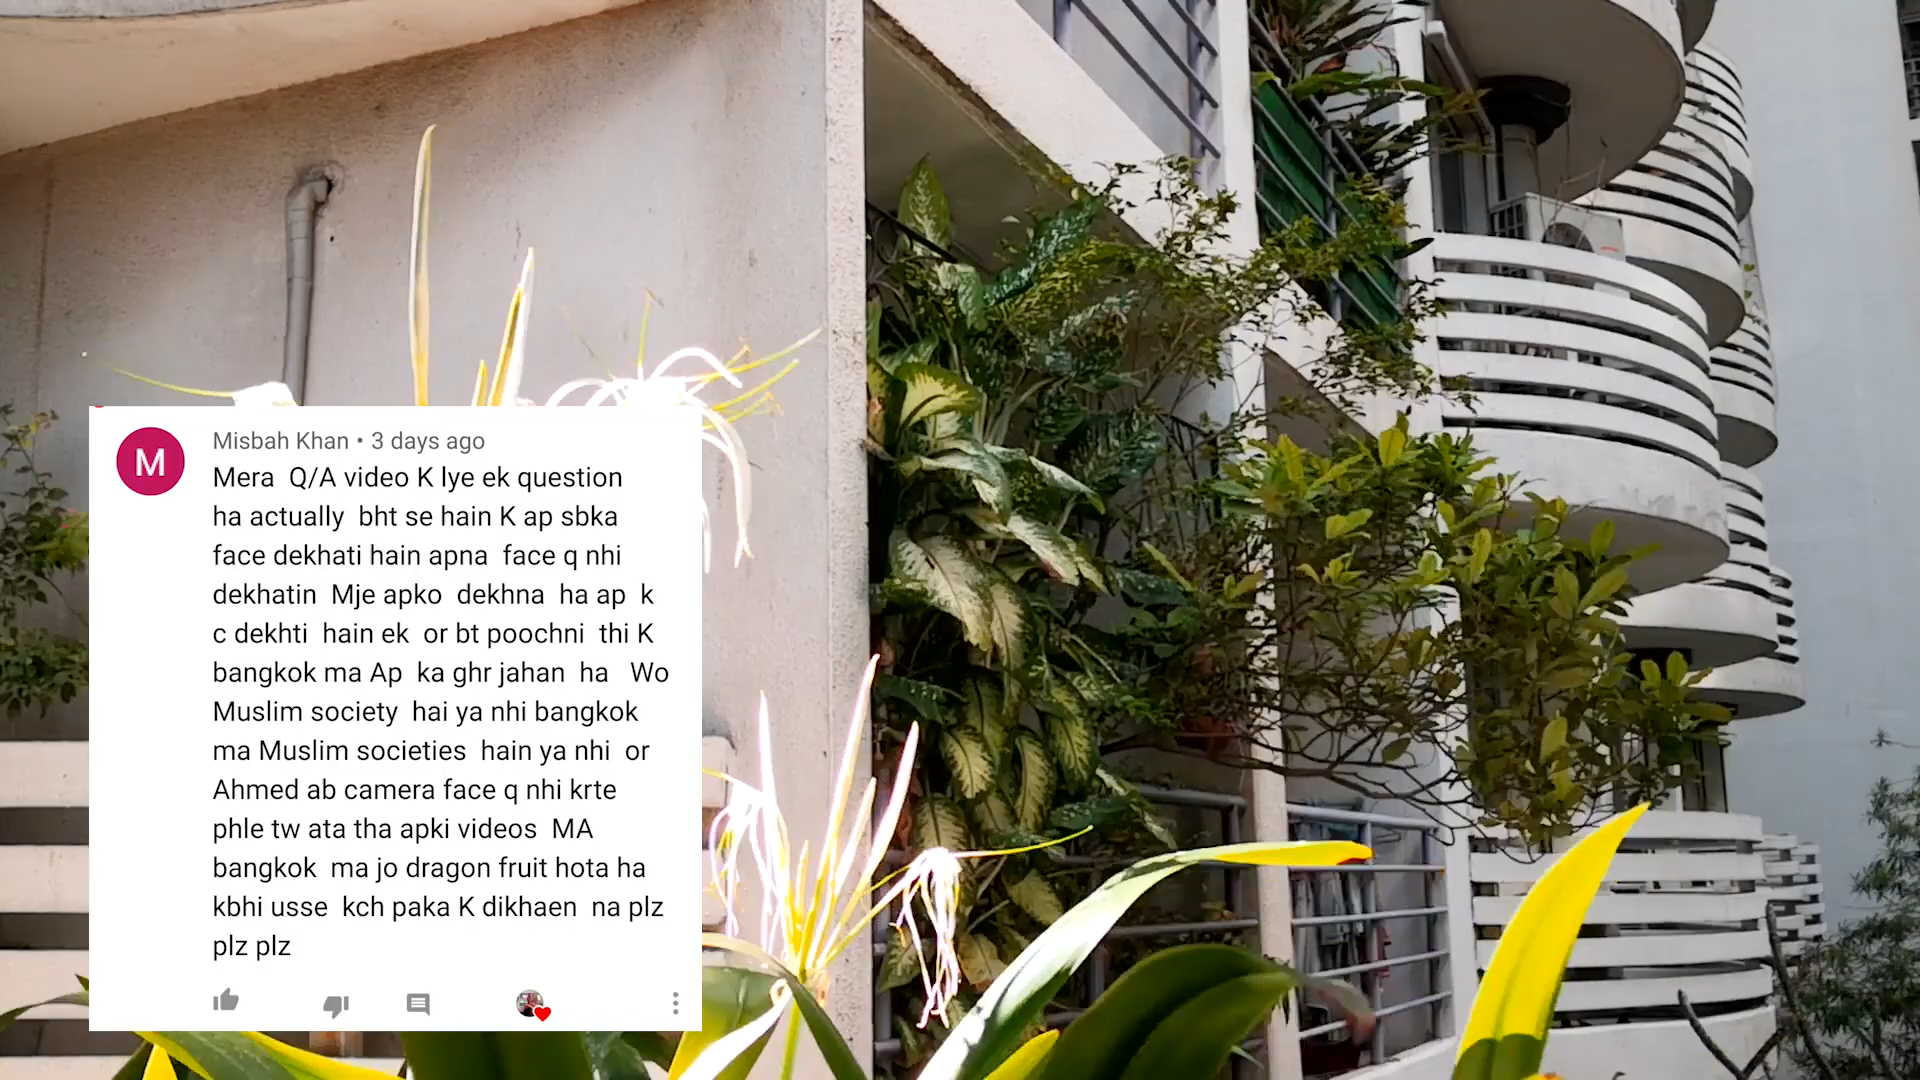 M
Misbah Khan • 3 days ago
Mera Q/A video K lye ek question
ha actually bht se hain K ap sbka
face dekhati hain apna face q nhi
dekhatin Mje apko dekhna ha ap k
c dekhti hain ek or bt poochni thi K
bangkok ma Ap ka ghr jahan ha Wo
Muslim society hai ya nhi bangkok
ma Muslim societies hain ya nhi or
Ahmed ab camera face q nhi krte
phle tw ata tha apki videos MA
bangkok ma jo dragon fruit hota ha
kbhi usse kch paka K dikhaen na plz
plz plz